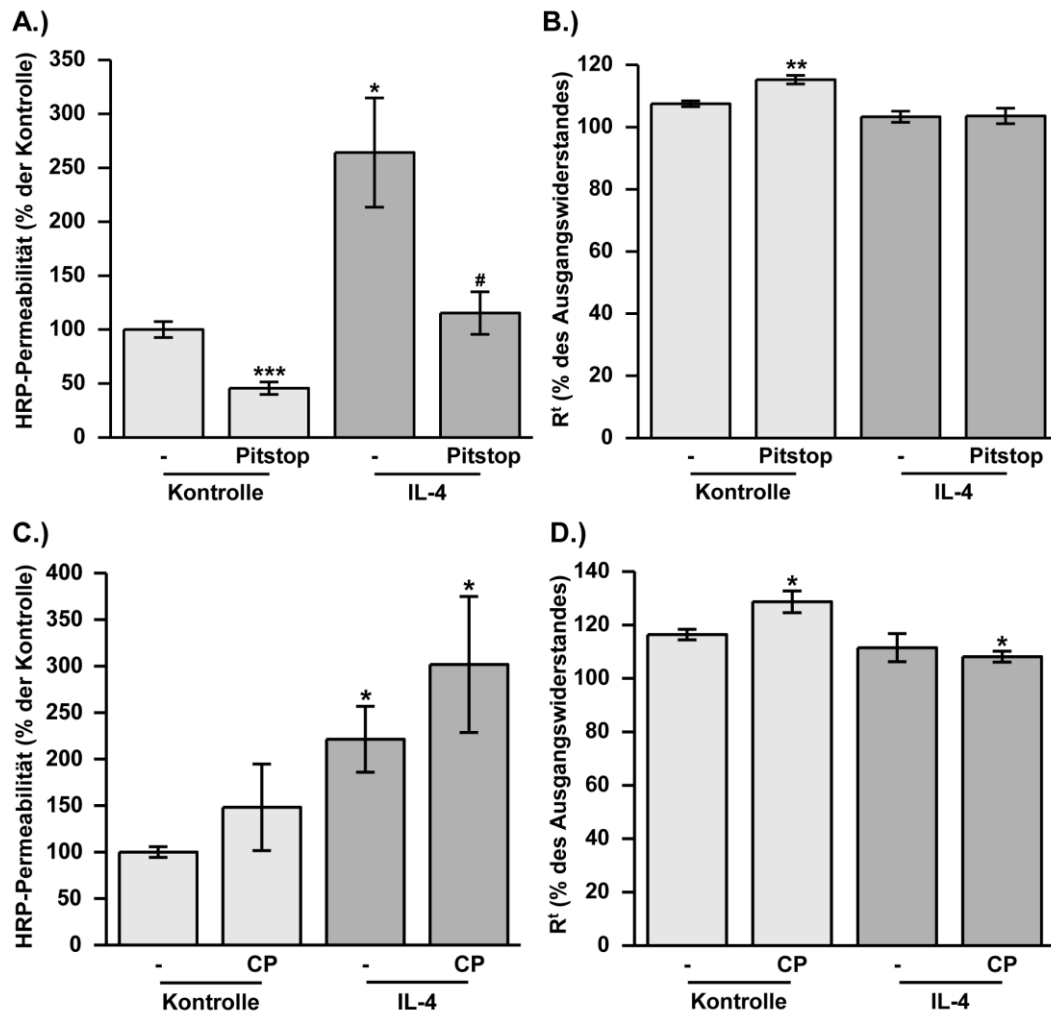 A.)
HRP-Permeabilität (% der Kontrolle)
350
300
250
200
150
100
50
0
*
***
#
- Pitstop - Pitstop
Kontrolle IL-4
B.)
Rᵗ (% des Ausgangswiderstandes)
120
100
80
60
40
20
0
**
- Pitstop - Pitstop
Kontrolle IL-4
C.)
HRP-Permeabilität (% der Kontrolle)
400
350
300
250
200
150
100
50
0
*
*
- CP - CP
Kontrolle IL-4
D.)
Rᵗ (% des Ausgangswiderstandes)
140
120
100
80
60
40
20
0
*
*
- CP - CP
Kontrolle IL-4